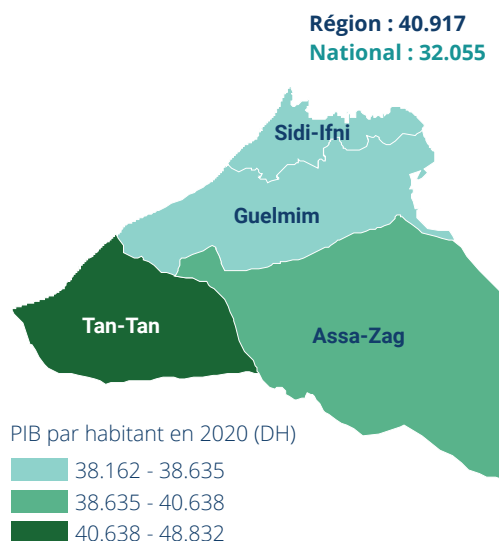 Région : 40.917
National : 32.055
Sidi-Ifni
Guelmim
Tan-Tan
Assa-Zag
PIB par habitant en 2020 (DH)
38.162 - 38.635
38.635 - 40.638
40.638 - 48.832